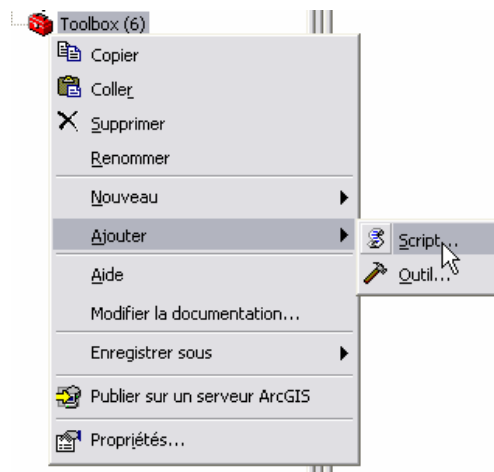 Toolbox (6)
Copier
Coller
Supprimer
Renommer
Nouveau
Ajouter
Script...
Outil...
Aide
Modifier la documentation...
Enregistrer sous
Publier sur un serveur ArcGIS
Propriétés...